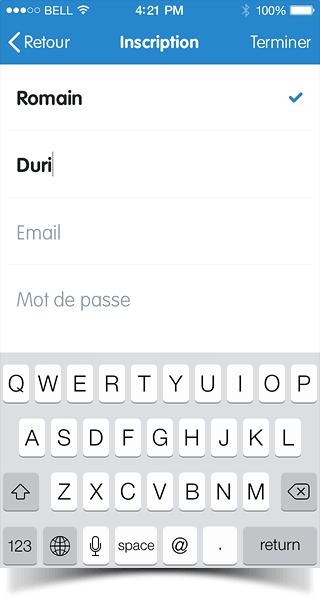 BELL 4:21 PM 100%
Retour Inscription Terminer
Romain
Duri
Email
Mot de passe
Q W E R T Y U I O P
A S D F G H J K L
Z X C V B N M
123 space @ . return